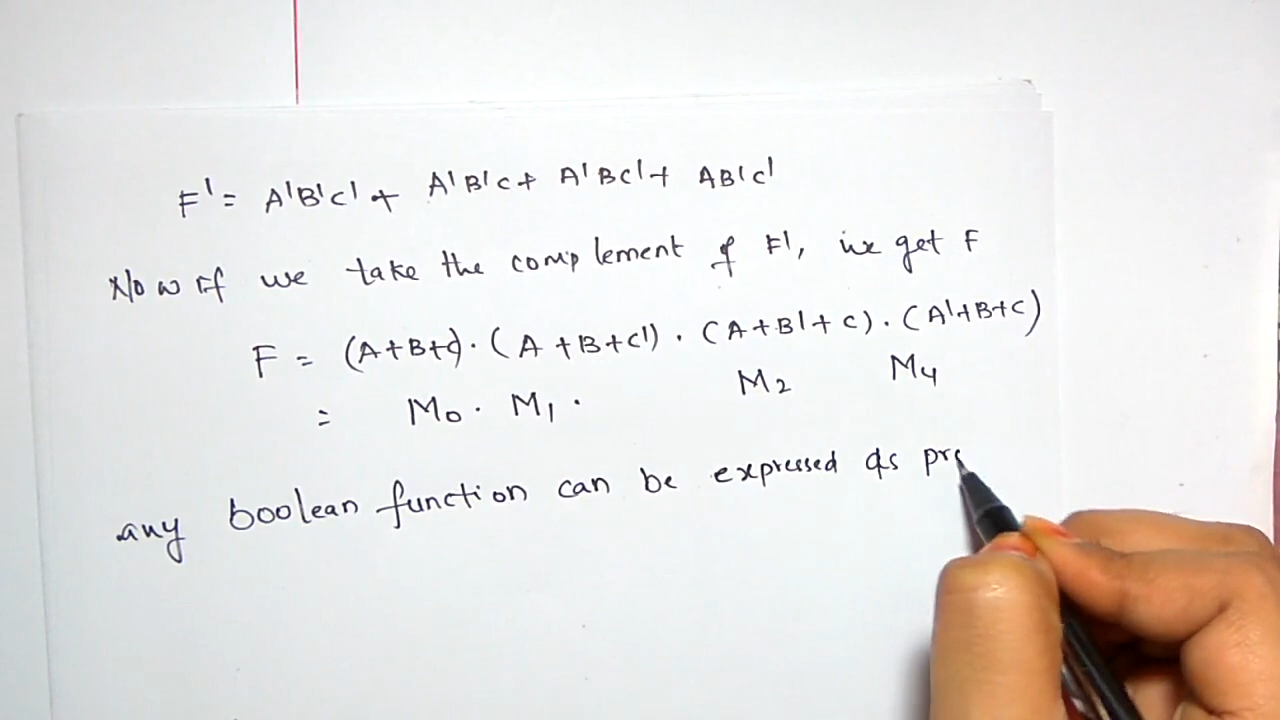 F' = A'B'C' + A'B'C + A'BC' + AB'C'
Now if we take the complement of F', we get F
F = (A+B+C) . (A+B+C') . (A+B'+C) . (A'+B+C)
= M0 . M1 . M2 M4
any boolean function can be expressed as pro